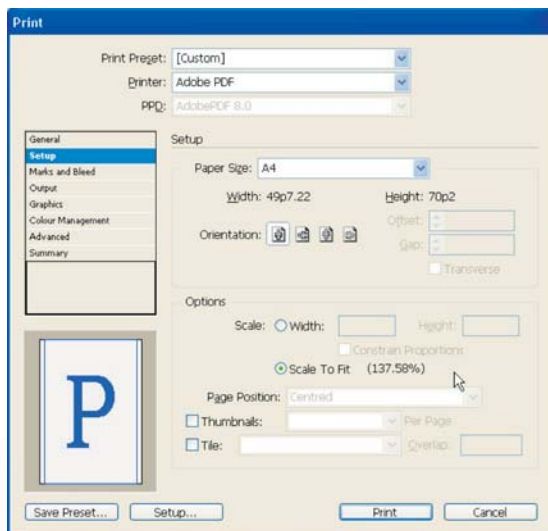 Print
Print Preset: [Custom]
Printer: Adobe PDF
PPD: AdobePDF 8.0
General
Setup
Marks and Bleed
Output
Graphics
Colour Management
Advanced
Summary
Setup
Paper Size: A4
Width: 49p7.22 Height: 70p2
Orientation: Offset:
Gap:
Transverse
Options
Scale: Width: Height:
Constrain Proportions
Scale To Fit (137.58%)
Page Position: Centred
Thumbnails: Per Page
Tile: Overlap:
P
Save Preset... Setup... Print Cancel